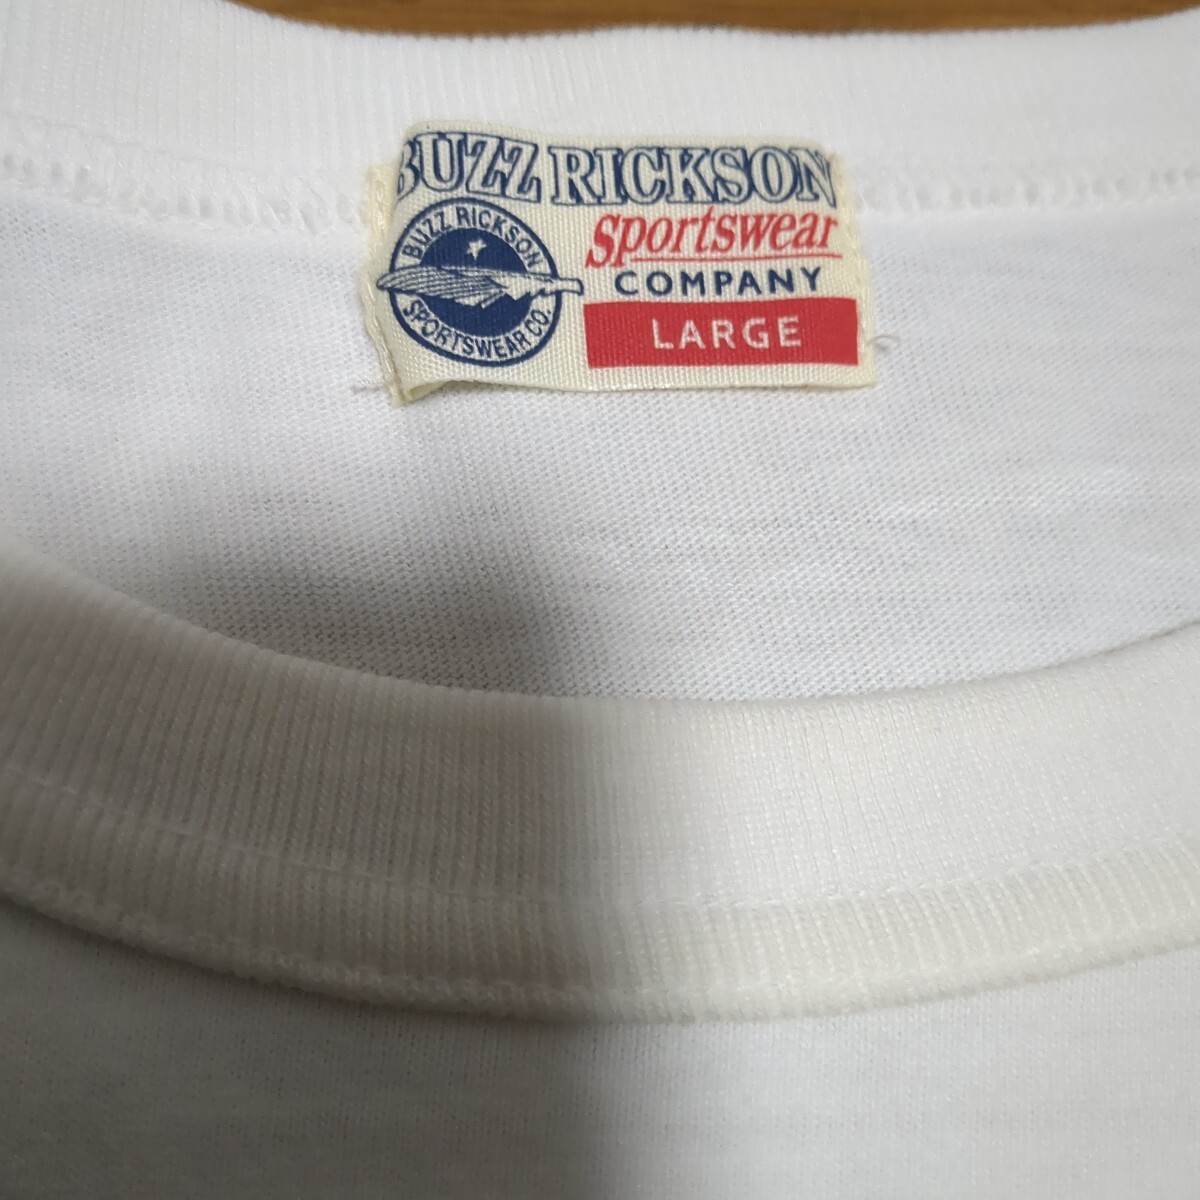 BUZZ RICKSON
BUZZ RICKSON
SPORTSWEAR CO.
Sportswear
COMPANY
LARGE